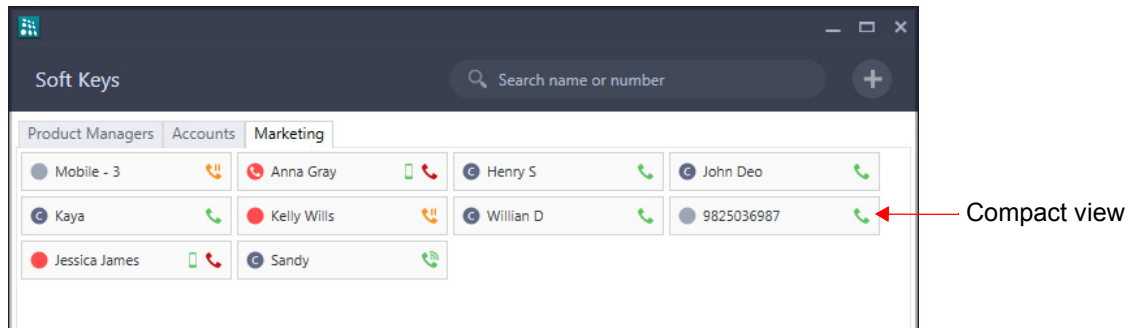 Soft Keys
Search name or number
Product Managers Accounts Marketing
Mobile - 3 Anna Gray C Henry S C John Deo
C Kaya Kelly Wills C Willian D 9825036987 Compact view
Jessica James C Sandy